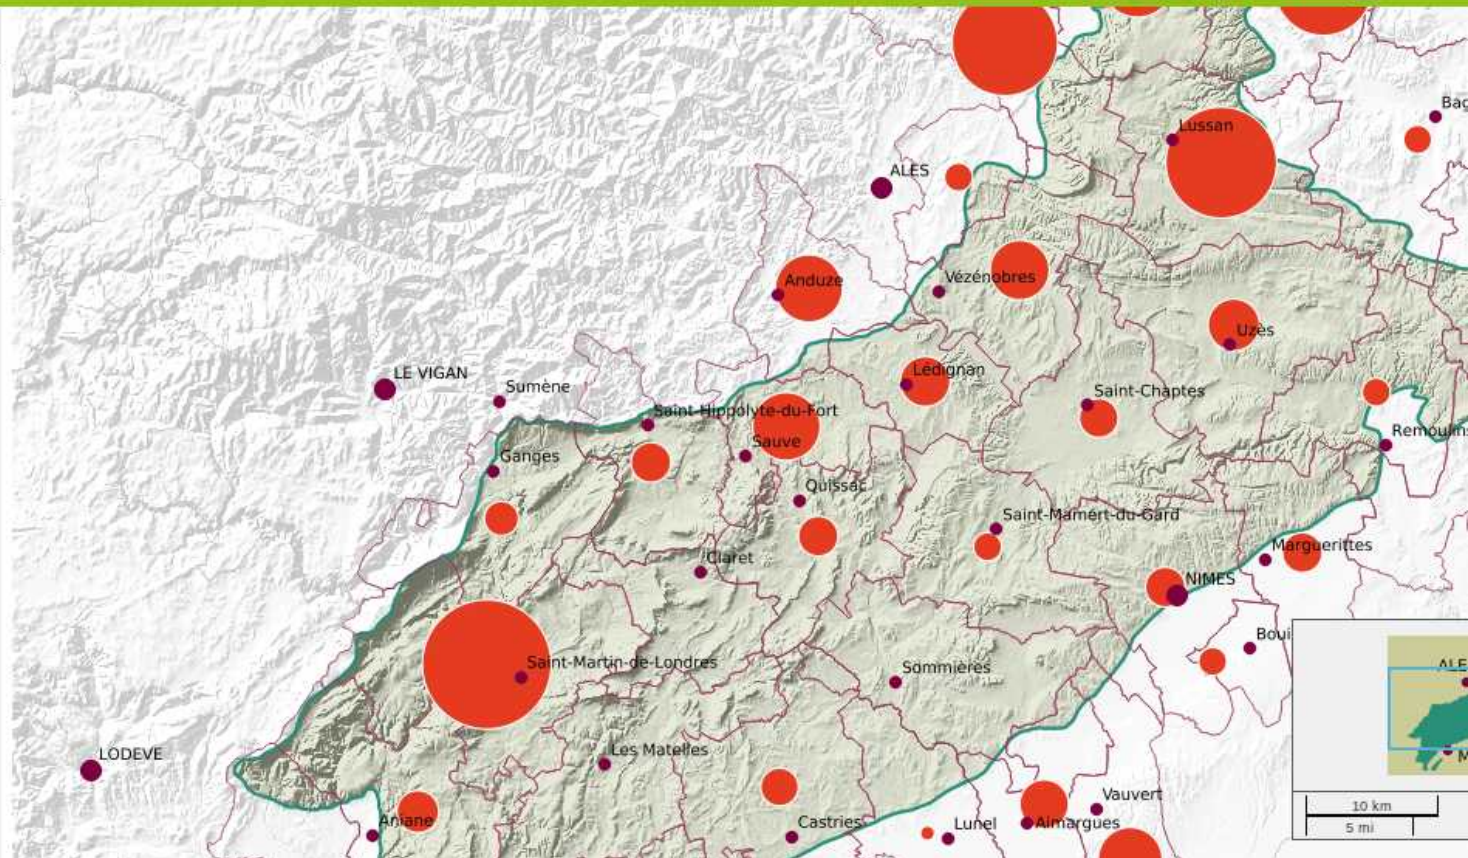 Bag
Lussan
ALES
Anduze
Vézénobres
Uzès
LE VIGAN
Lédignan
Sumène
Saint-Chaptes
Saint-Hippolyte-du-Fort
Remoulins
Sauve
Ganges
Quissac
Saint-Mamert-du-Gard
Marguerittes
Claret
NIMES
Boui
Saint-Martin-de-Londres
Sommières
ALE
Les Matelles
LODEVE
M
Vauvert
10 km
Aniane
Castries
Lunel
Aimargues
5 mi